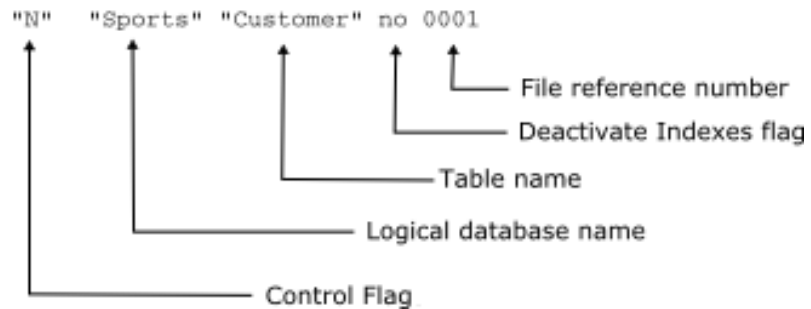 "N" "Sports" "Customer" no 0001
File reference number
Deactivate Indexes flag
Table name
Logical database name
Control Flag